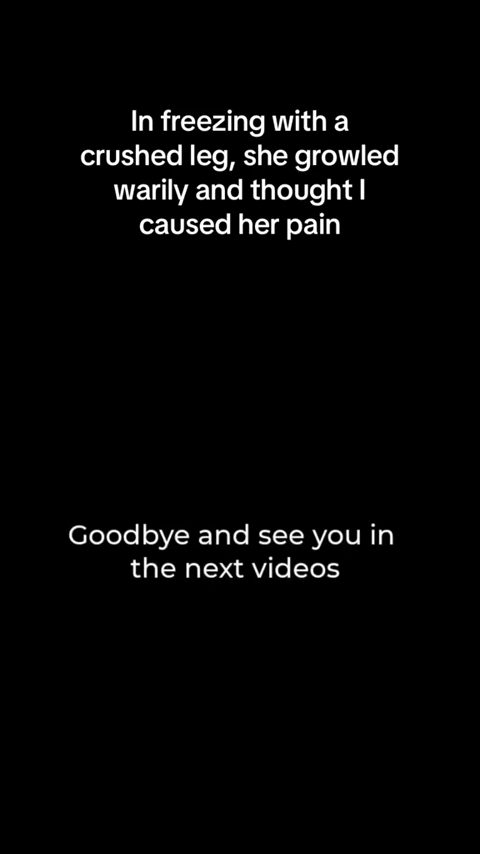 In freezing with a
crushed leg, she growled
warily and thought I
caused her pain
Goodbye and see you in
the next videos